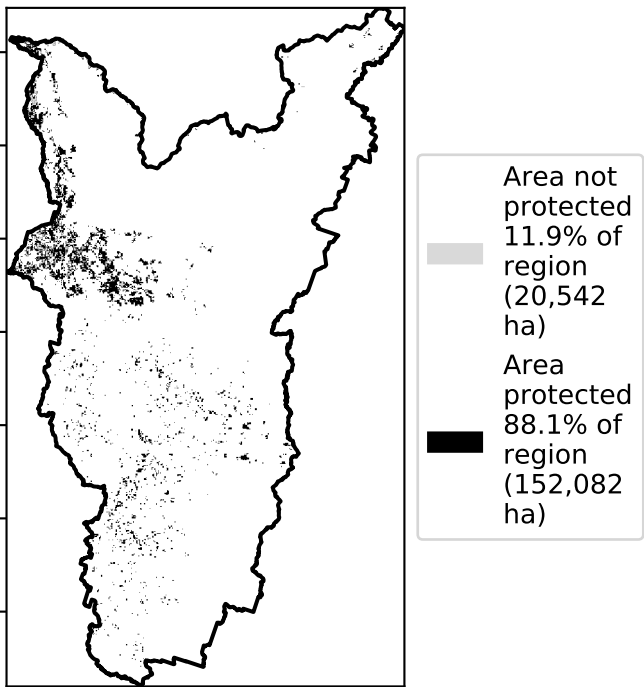 Area not
protected
11.9% of
region
(20,542
ha)
Area
protected
88.1% of
region
(152,082
ha)